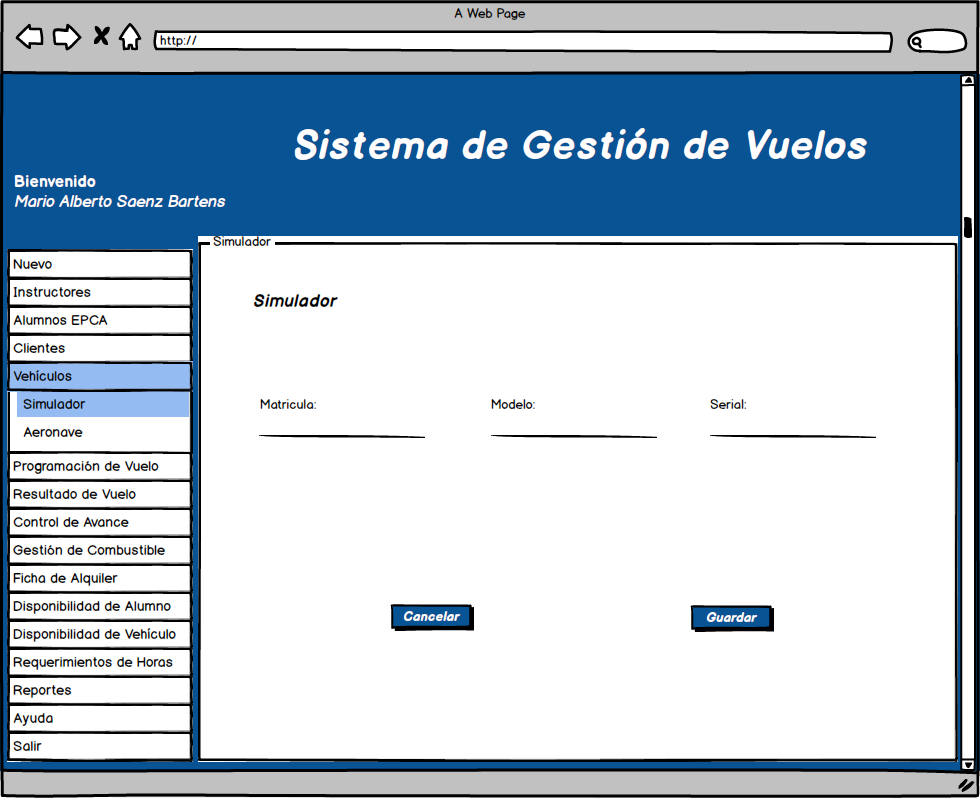 A Web Page
http://
Sistema de Gestión de Vuelos
Bienvenido
Mario Alberto Saenz Bartens
Simulador
Nuevo
Instructores
Alumnos EPCA
Clientes
Vehículos
Simulador
Aeronave
Programación de Vuelo
Resultado de Vuelo
Control de Avance
Gestión de Combustible
Ficha de Alquiler
Disponibilidad de Alumno
Disponibilidad de Vehículo
Requerimientos de Horas
Reportes
Ayuda
Salir
Simulador
Matricula: Modelo: Serial:
Cancelar Guardar